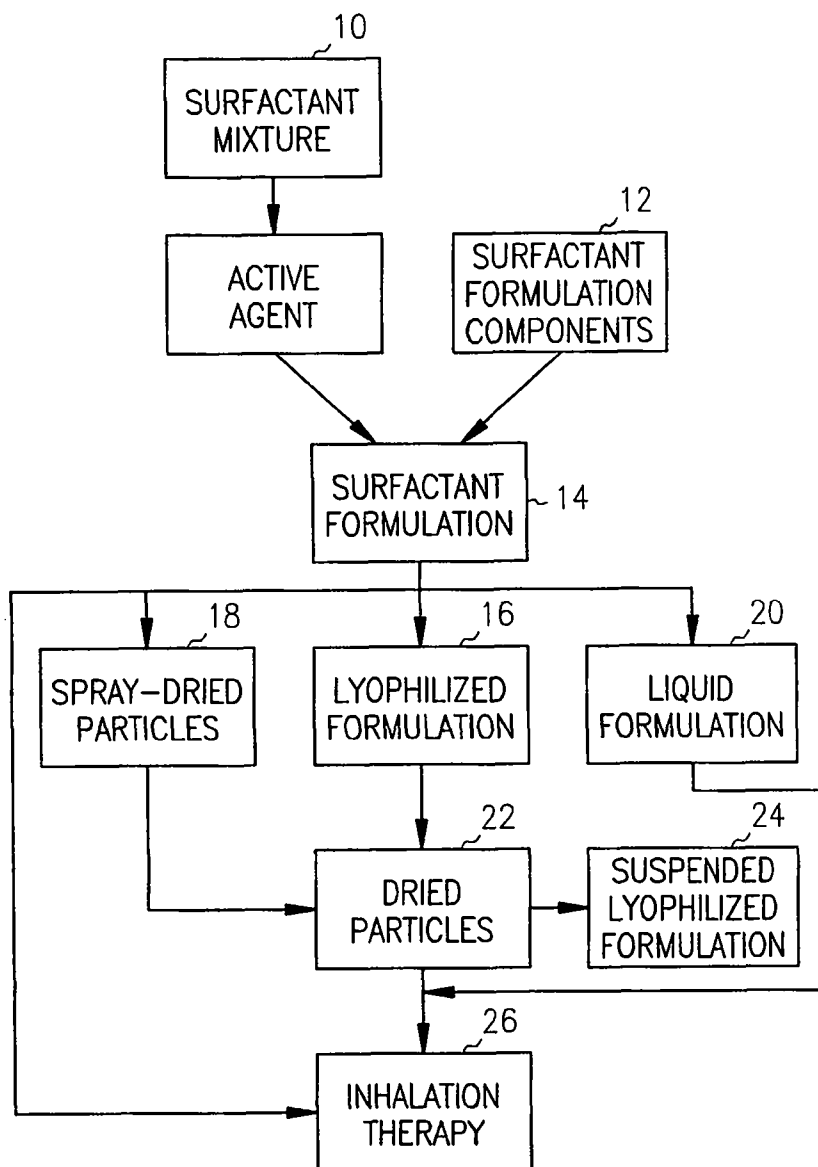 10
SURFACTANT
MIXTURE
12
ACTIVE
AGENT
SURFACTANT
FORMULATION
COMPONENTS
SURFACTANT
FORMULATION
14
18
16
20
SPRAY-DRIED
PARTICLES
LYOPHILIZED
FORMULATION
LIQUID
FORMULATION
22
24
DRIED
PARTICLES
SUSPENDED
LYOPHILIZED
FORMULATION
26
INHALATION
THERAPY